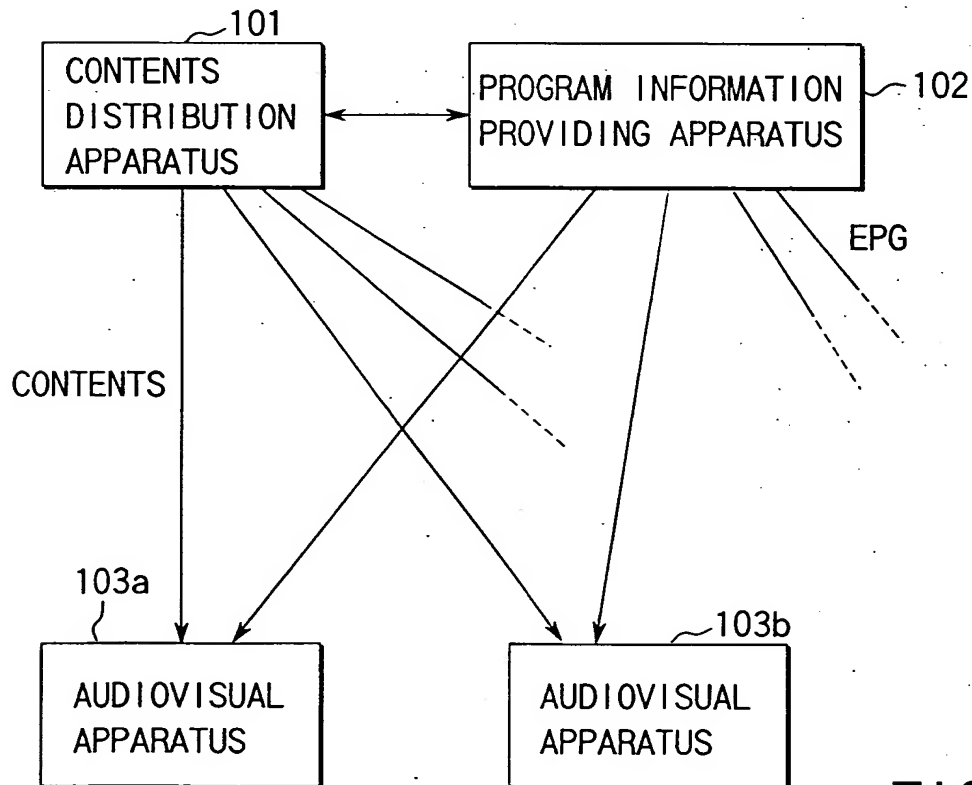 101
CONTENTS
DISTRIBUTION
APPARATUS
PROGRAM INFORMATION
PROVIDING APPARATUS
102
EPG
CONTENTS
103a
AUDIOVISUAL
APPARATUS
103b
AUDIOVISUAL
APPARATUS